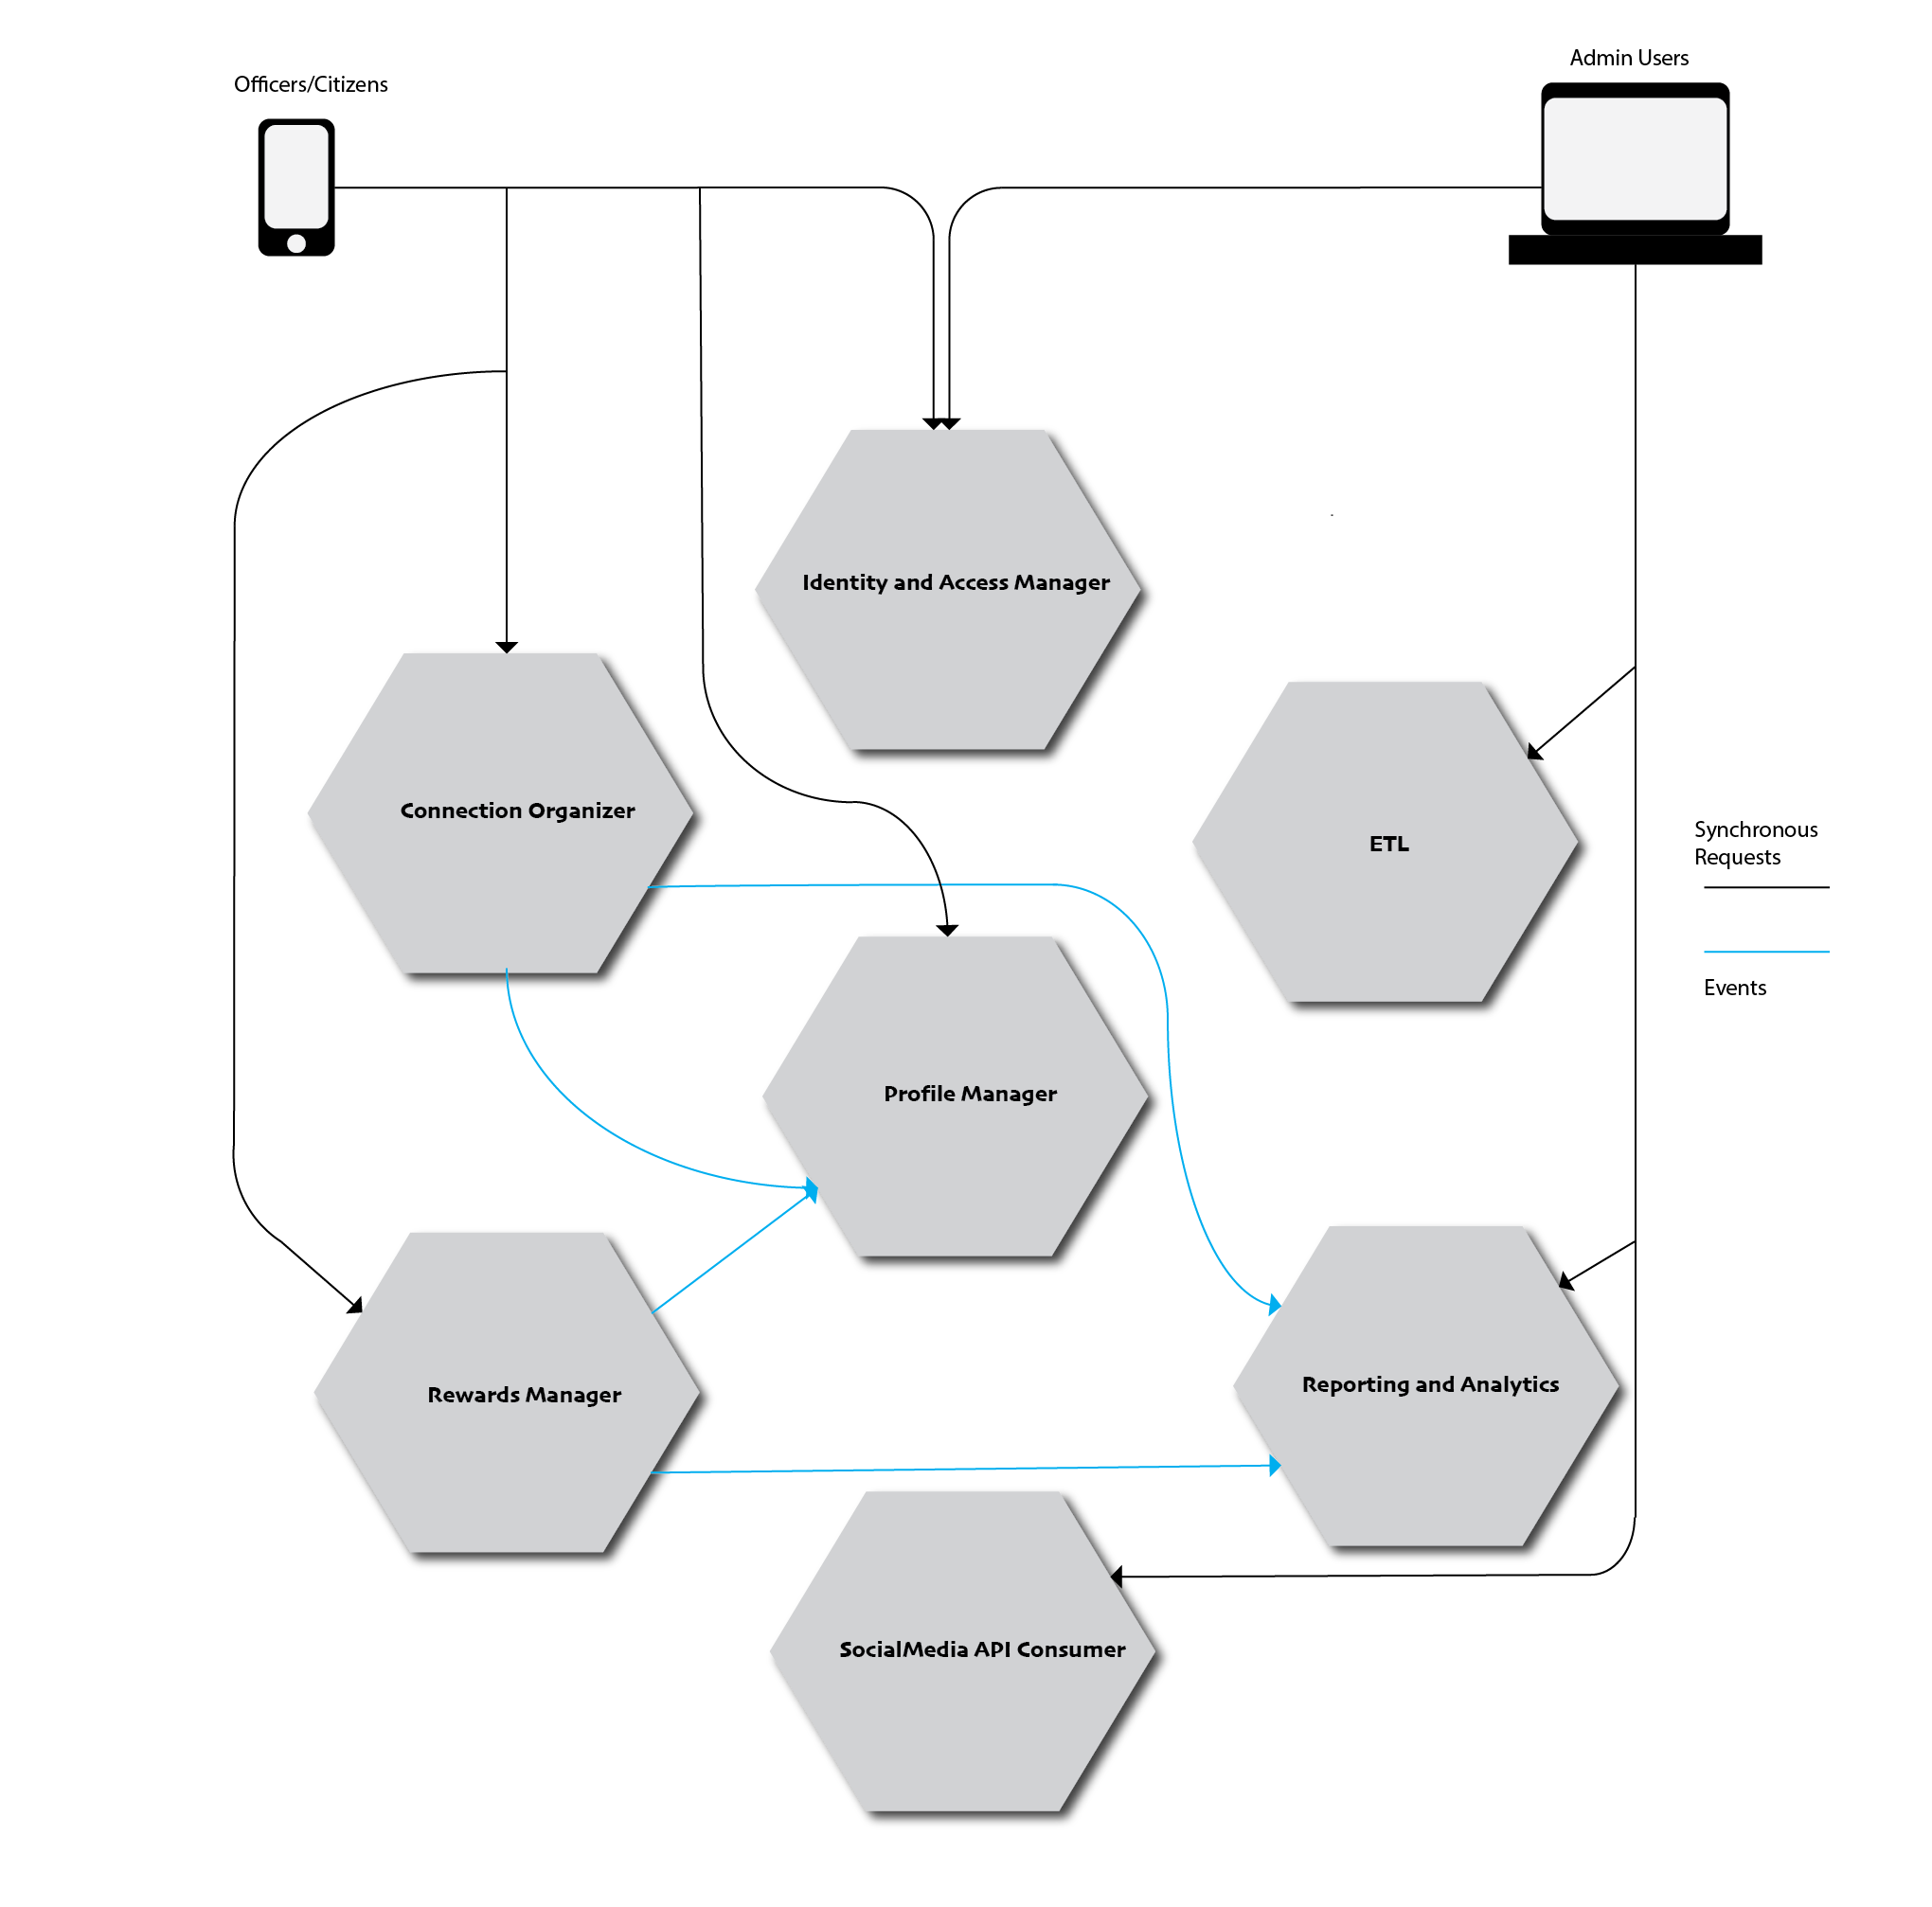 Admin Users
Officers/Citizens
Identity and Access Manager
Connection Organizer
ETL
Synchronous
Requests
Events
Profile Manager
Reporting and Analytics
Rewards Manager
SocialMedia API Consumer